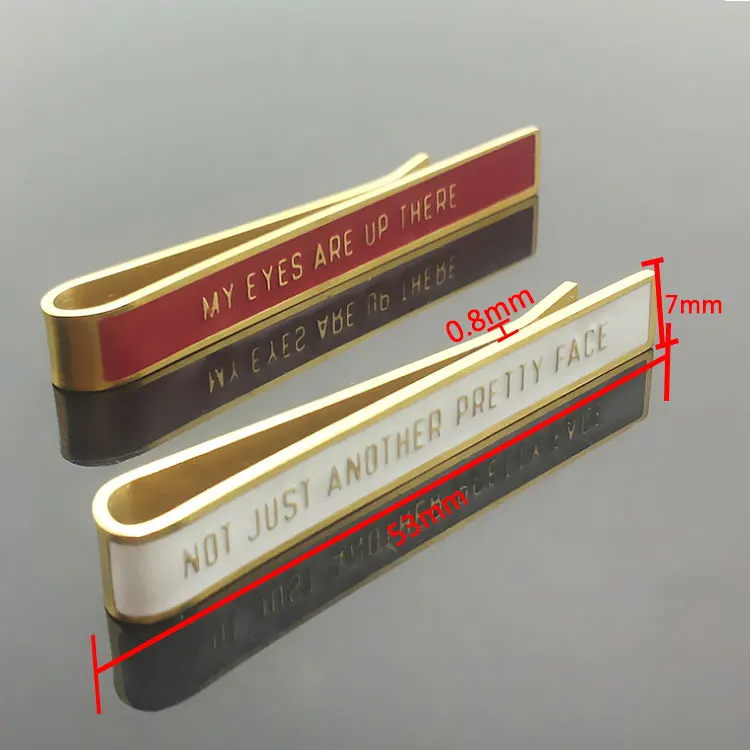 MY EYES ARE UP THERE
0.8mm
7mm
NOT JUST ANOTHER PRETTY FACE
53mm